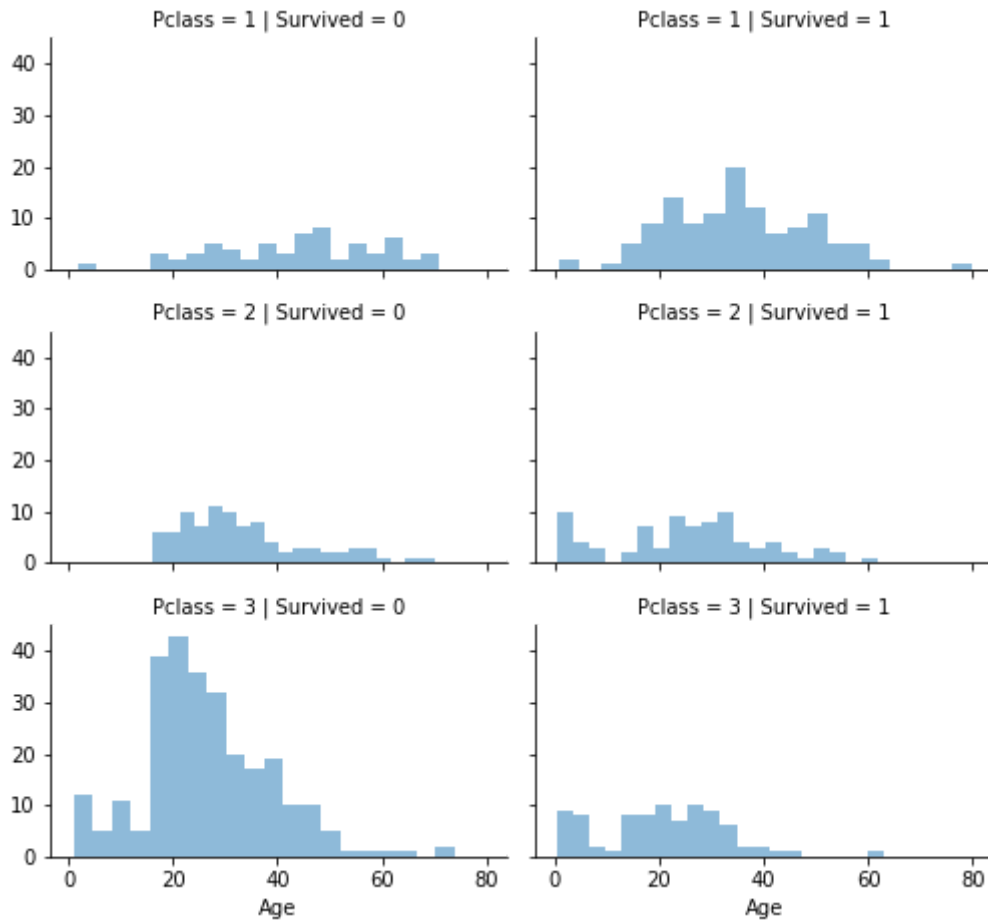 Pclass = 1 | Survived = 0
Pclass = 1 | Survived = 1
40
30
20
10
0
Pclass = 2 | Survived = 0
Pclass = 2 | Survived = 1
40
30
20
10
0
Pclass = 3 | Survived = 0
Pclass = 3 | Survived = 1
40
30
20
10
0
0 20 40 60 80
0 20 40 60 80
Age
Age